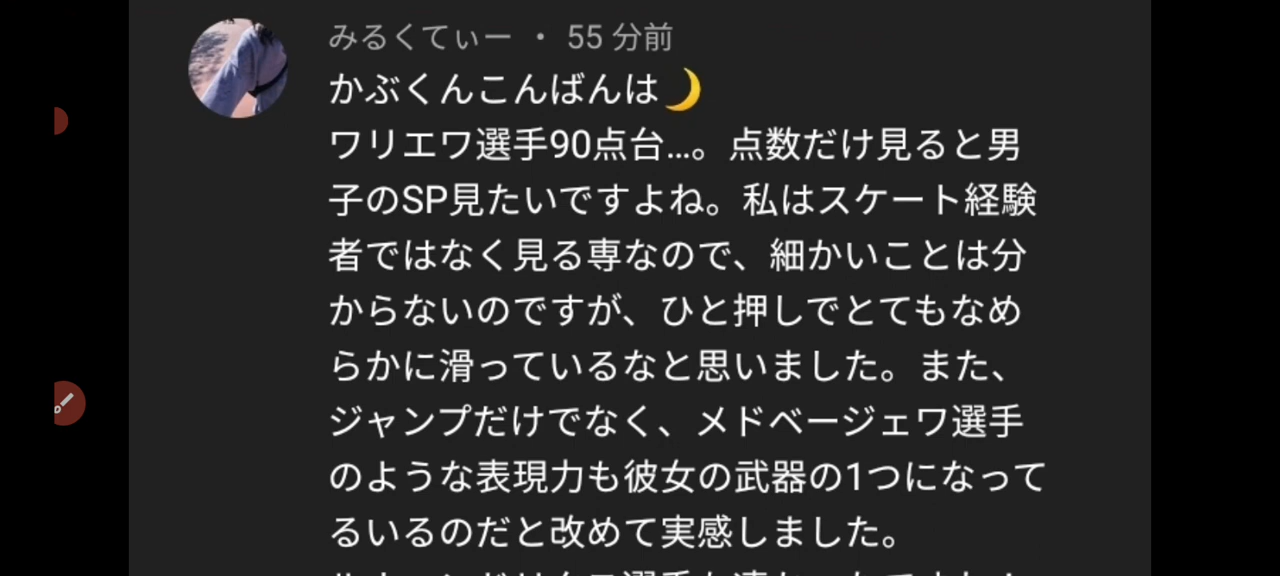 みるくてぃー ・ 55 分前
かぶくんこんばんは🌙
ワリエワ選手90点台...。点数だけ見ると男
子のSP見たいですよね。私はスケート経験
者ではなく見る専なので、細かいことは分
からないのですが、ひと押しでとてもなめ
らかに滑っているなと思いました。また、
ジャンプだけでなく、メドベージェワ選手
のような表現力も彼女の武器の1つになって
るいるのだと改めて実感しました。